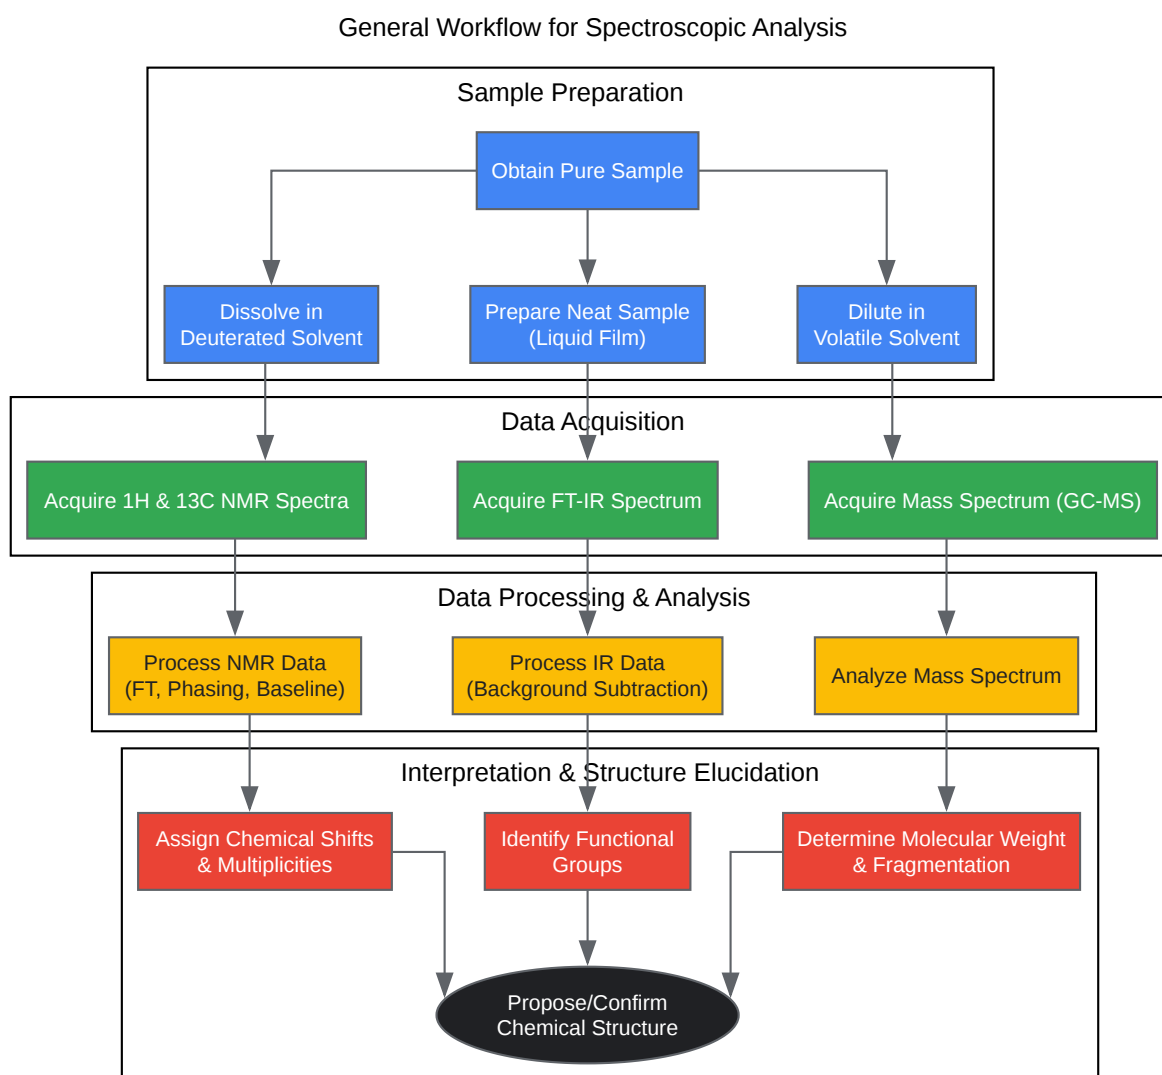 General Workflow for Spectroscopic Analysis
Sample Preparation
Obtain Pure Sample
Dissolve in
Deuterated Solvent
Prepare Neat Sample
(Liquid Film)
Dilute in
Volatile Solvent
Data Acquisition
Acquire 1H & 13C NMR Spectra
Acquire FT-IR Spectrum
Acquire Mass Spectrum (GC-MS)
Data Processing & Analysis
Process NMR Data
(FT, Phasing, Baseline)
Process IR Data
(Background Subtraction)
Analyze Mass Spectrum
Interpretation & Structure Elucidation
Assign Chemical Shifts
& Multiplicities
Identify Functional
Groups
Determine Molecular Weight
& Fragmentation
Propose/Confirm
Chemical Structure